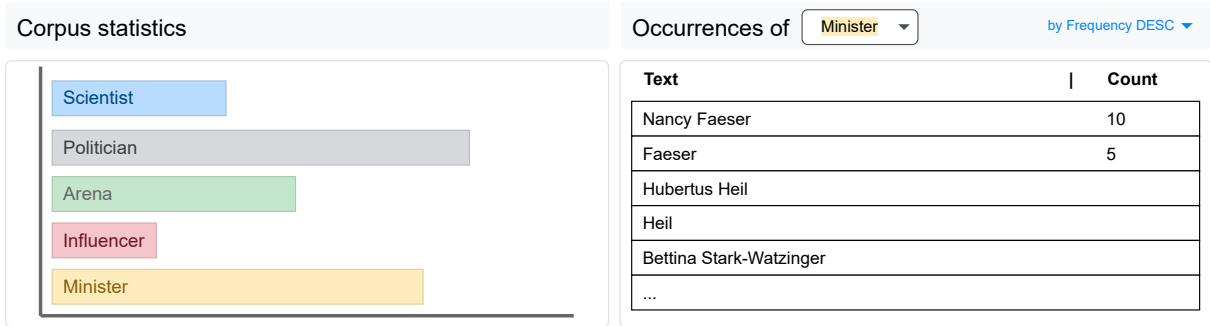 Corpus statistics
Scientist
Politician
Arena
Influencer
Minister
Occurrences of Minister by Frequency DESC
Text | Count
Nancy Faeser 10
Faeser 5
Hubertus Heil
Heil
Bettina Stark-Watzinger
...